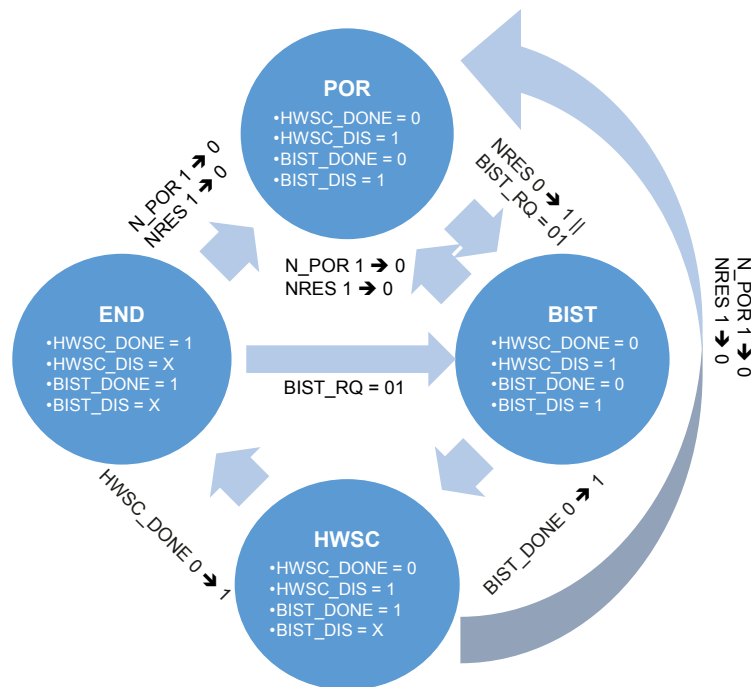 POR
•HWSC_DONE = 0
•HWSC_DIS = 1
•BIST_DONE = 0
•BIST_DIS = 1
N_POR 1 ➔ 0
NRES 1 ➔ 0
NRES 0 ➔ 1 ||
BIST_RQ = 01
N_POR 1 ➔ 0
NRES 1 ➔ 0
N_POR 1 ➔ 0
NRES 1 ➔ 0
END
•HWSC_DONE = 1
•HWSC_DIS = X
•BIST_DONE = 1
•BIST_DIS = X
BIST_RQ = 01
BIST
•HWSC_DONE = 0
•HWSC_DIS = 1
•BIST_DONE = 0
•BIST_DIS = 1
HWSC_DONE 0 ➔ 1
BIST_DONE 0 ➔ 1
HWSC
•HWSC_DONE = 0
•HWSC_DIS = 1
•BIST_DONE = 1
•BIST_DIS = X